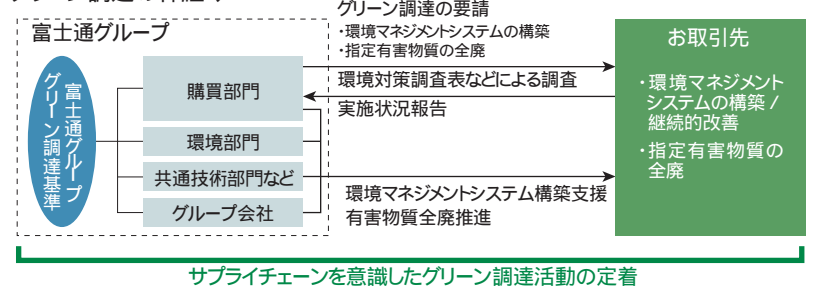 富士通グループ
富士通グループ
グリーン調達基準
購買部門
環境部門
共通技術部門など
グループ会社
グリーン調達の要請
・環境マネジメントシステムの構築
・指定有害物質の全廃
環境対策調査表などによる調査
実施状況報告
環境マネジメントシステム構築支援
有害物質全廃推進
お取引先
・環境マネジメント
システムの構築 /
継続的改善
・指定有害物質の
全廃
サプライチェーンを意識したグリーン調達活動の定着